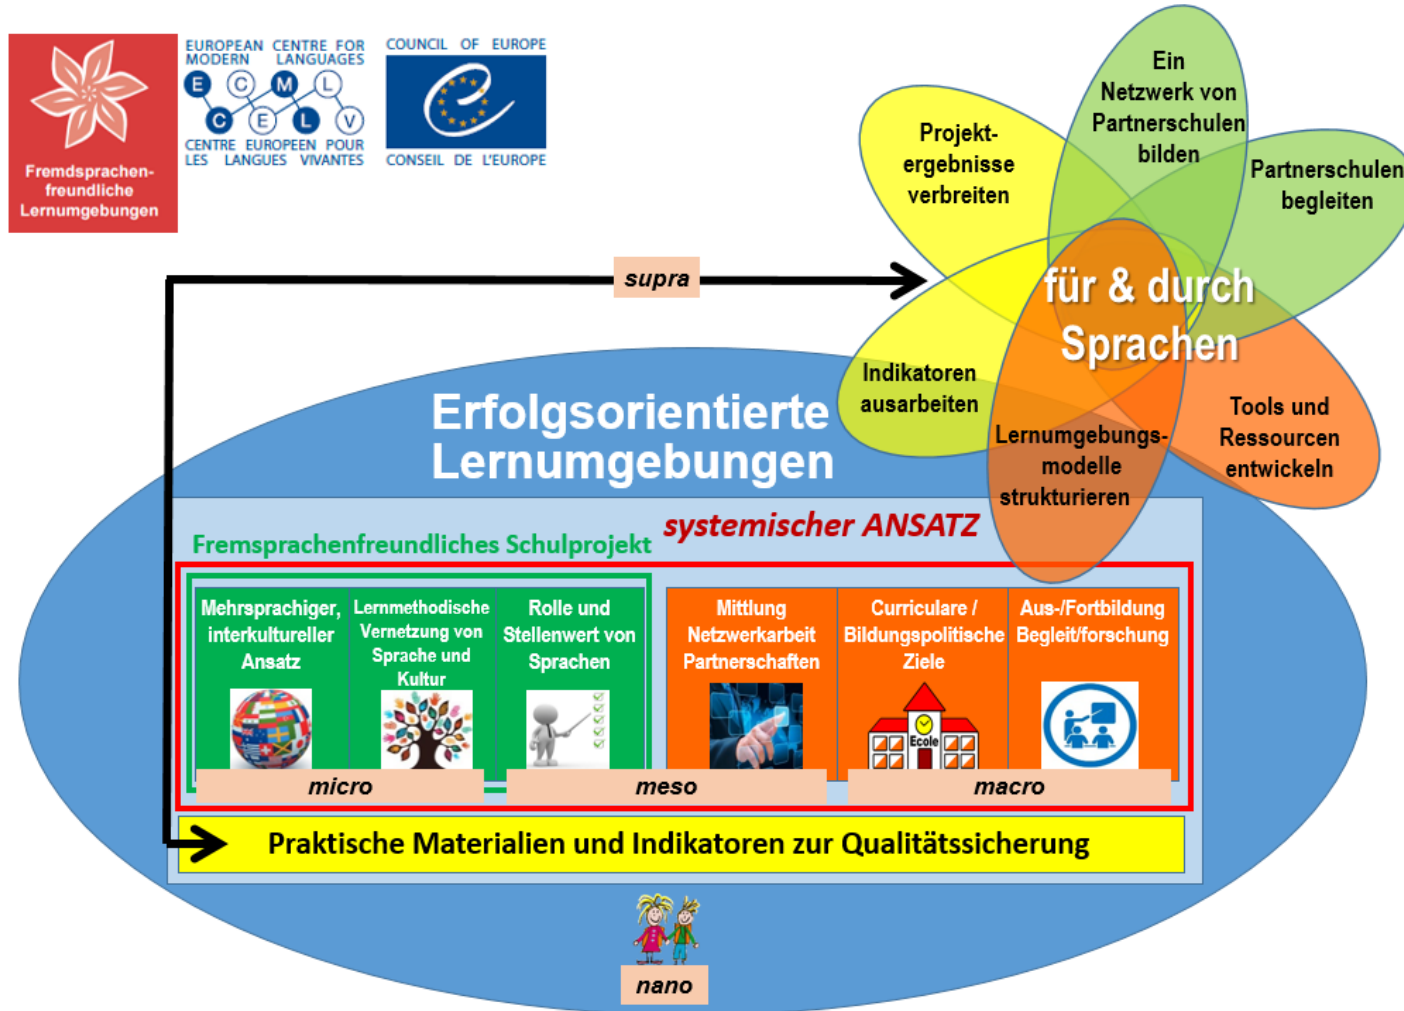 Fremdsprachen-
freundliche
Lernumgebungen
EUROPEAN CENTRE FOR
MODERN LANGUAGES
E C M L
C E L V
CENTRE EUROPEEN POUR
LES LANGUES VIVANTES
COUNCIL OF EUROPE
CONSEIL DE L'EUROPE
Projekt-
ergebnisse
verbreiten
Ein
Netzwerk von
Partnerschulen
bilden
Partnerschulen
begleiten
für & durch
Sprachen
Indikatoren
ausarbeiten
Lernumgebungs-
modelle
strukturieren
Tools und
Ressourcen
entwickeln
supra
Erfolgsorientierte
Lernumgebungen
systemischer ANSATZ
Fremsprachenfreundliches Schulprojekt
Mehrsprachiger,
interkultureller
Ansatz
Lernmethodische
Vernetzung von
Sprache und
Kultur
Rolle und
Stellenwert von
Sprachen
Mittlung
Netzwerkarbeit
Partnerschaften
Curriculare /
Bildungspolitische
Ziele
Ecole
Aus-/Fortbildung
Begleit/forschung
micro
meso
macro
Praktische Materialien und Indikatoren zur Qualitätssicherung
nano